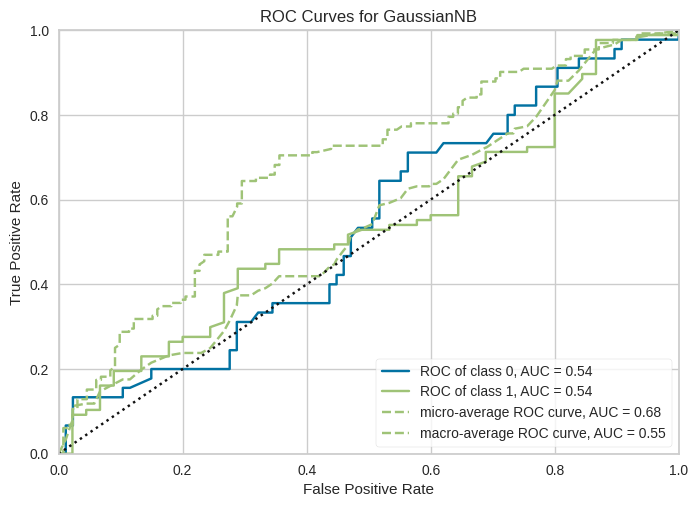 ROC Curves for GaussianNB
True Positive Rate
1.0
0.8
0.6
0.4
0.2
0.0
ROC of class 0, AUC = 0.54
ROC of class 1, AUC = 0.54
micro-average ROC curve, AUC = 0.68
macro-average ROC curve, AUC = 0.55
0.0 0.2 0.4 0.6 0.8 1.0
False Positive Rate